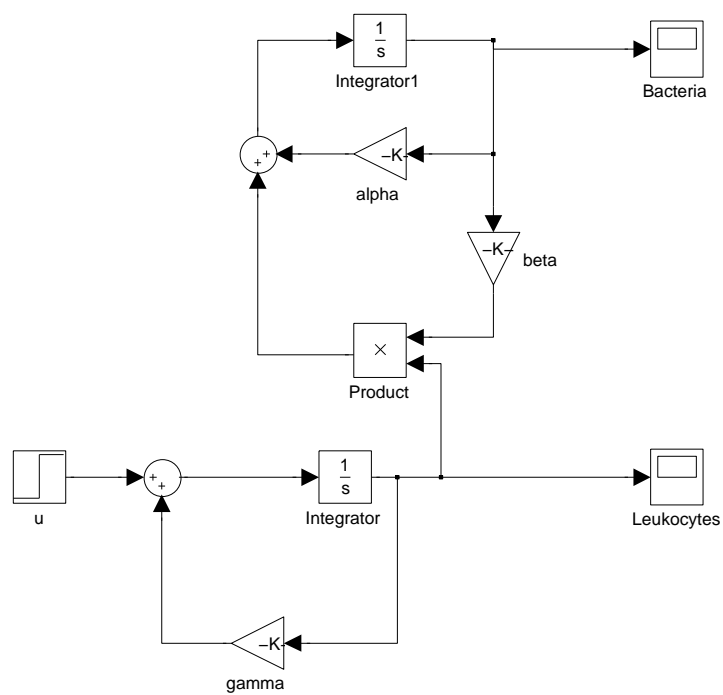 1
s
Integrator1
Bacteria
+
+
–K–
alpha
–K–
beta
×
Product
u
+
+
1
s
Integrator
Leukocytes
–K–
gamma